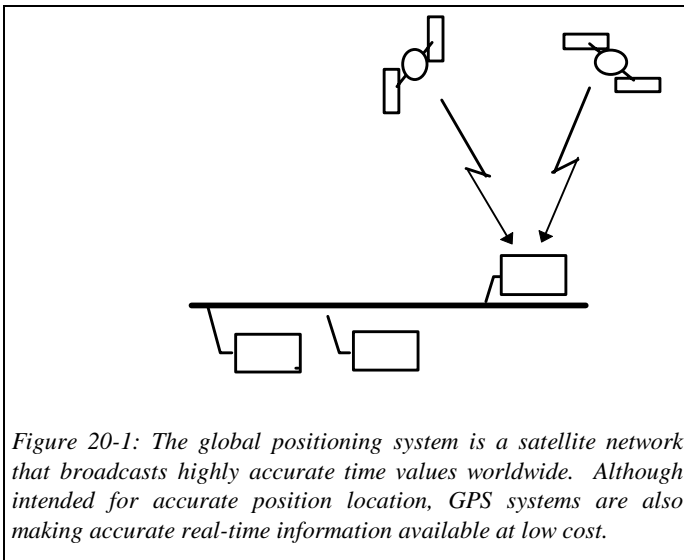 Figure 20-1: The global positioning system is a satellite network
that broadcasts highly accurate time values worldwide. Although
intended for accurate position location, GPS systems are also
making accurate real-time information available at low cost.